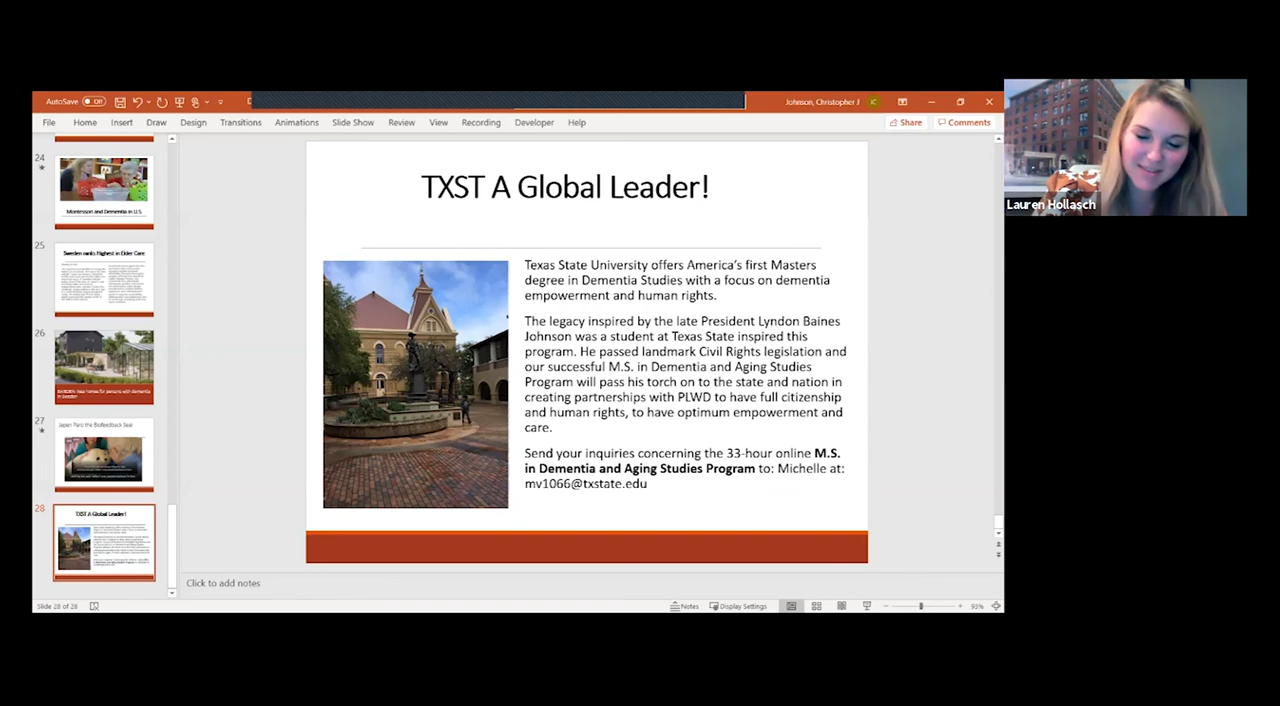 AutoSave Off
Johnson, Christopher J JC
File Home Insert Draw Design Transitions Animations Slide Show Review View Recording Developer Help
Share Comments
24
Montessori and Dementia in U.S.
25
Sweden ranks Highest in Elder Care
26
27
Japan: Paro the Biofeedback Seal
28
TXST A Global Leader!
TXST A Global Leader!
Texas State University offers America's first Masters
degree in Dementia Studies with a focus on dementia
empowerment and human rights.
The legacy inspired by the late President Lyndon Baines
Johnson was a student at Texas State inspired this
program. He passed landmark Civil Rights legislation and
our successful M.S. in Dementia and Aging Studies
Program will pass his torch on to the state and nation in
creating partnerships with PLWD to have full citizenship
and human rights, to have optimum empowerment and
care.
Send your inquiries concerning the 33-hour online M.S.
in Dementia and Aging Studies Program to: Michelle at:
mv1066@txstate.edu
Click to add notes
Slide 28 of 28
Notes Display Settings 93%
Lauren Hollasch